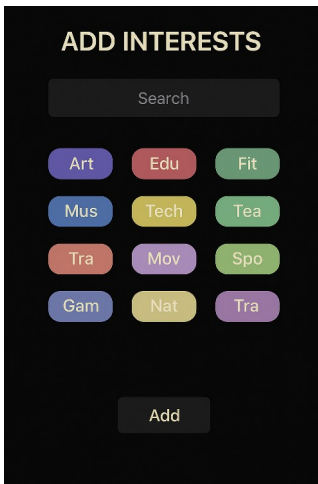 ADD INTERESTS
Search
Art Edu Fit
Mus Tech Tea
Tra Mov Spo
Gam Nat Tra
Add